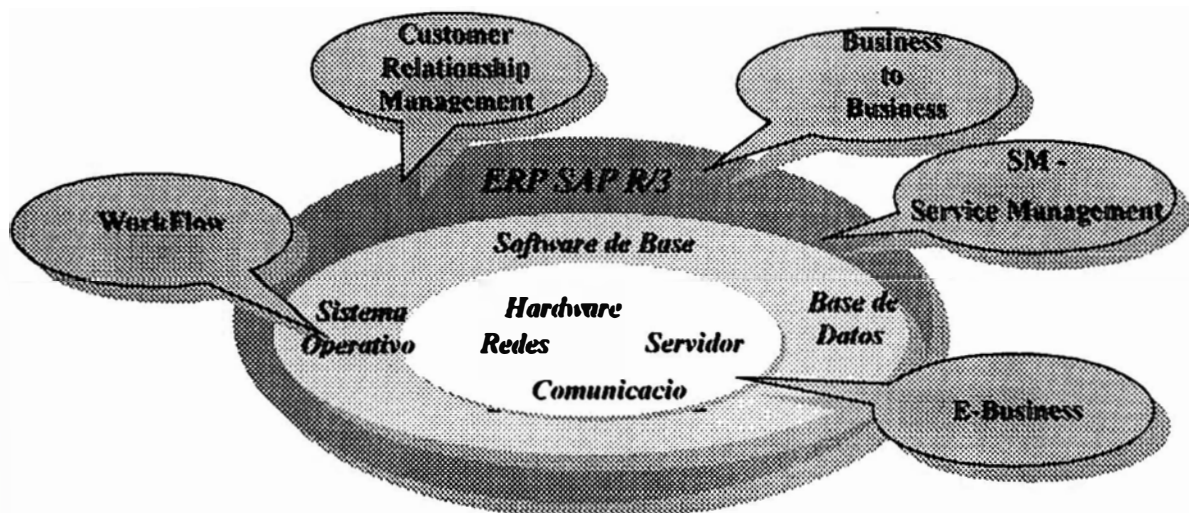 Customer
Relationship
Management
Business
to
Business
ERP SAP R/3
SM -
Service Management
WorkFlow
Software de Base
Sistema
Operativo
Hardware
Redes
Servidor
Comunicacio
Base de
Datos
E-Business